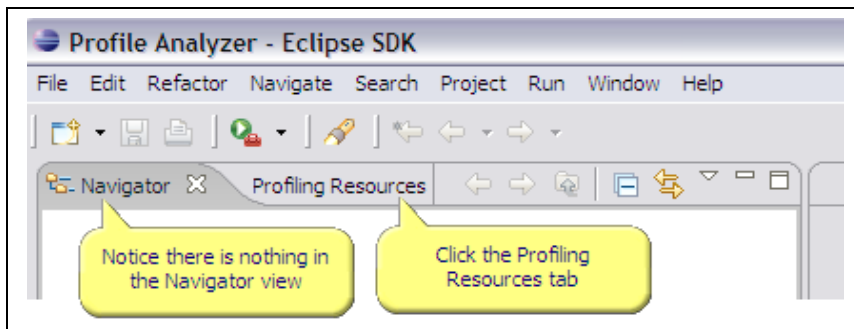 Profile Analyzer - Eclipse SDK
File Edit Refactor Navigate Search Project Run Window Help
Navigator Profiling Resources
Notice there is nothing in
the Navigator view
Click the Profiling
Resources tab